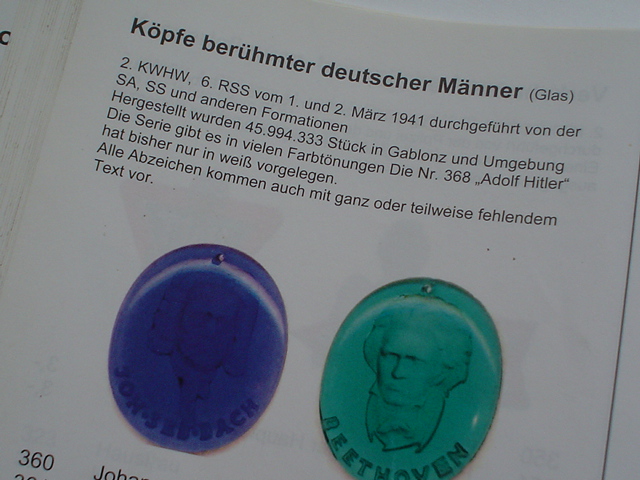 Köpfe berühmter deutscher Männer (Glas)
2. KWHW, 6. RSS vom 1. und 2. März 1941 durchgeführt von der
SA, SS und anderen Formationen
Hergestellt wurden 45.994.333 Stück in Gablonz und Umgebung
Die Serie gibt es in vielen Farbtönungen Die Nr. 368 „Adolf Hitler"
hat bisher nur in weiß vorgelegen.
Alle Abzeichen kommen auch mit ganz oder teilweise fehlendem
Text vor.
JOH·SEB·BACH
BEETHOVEN
360 Johan